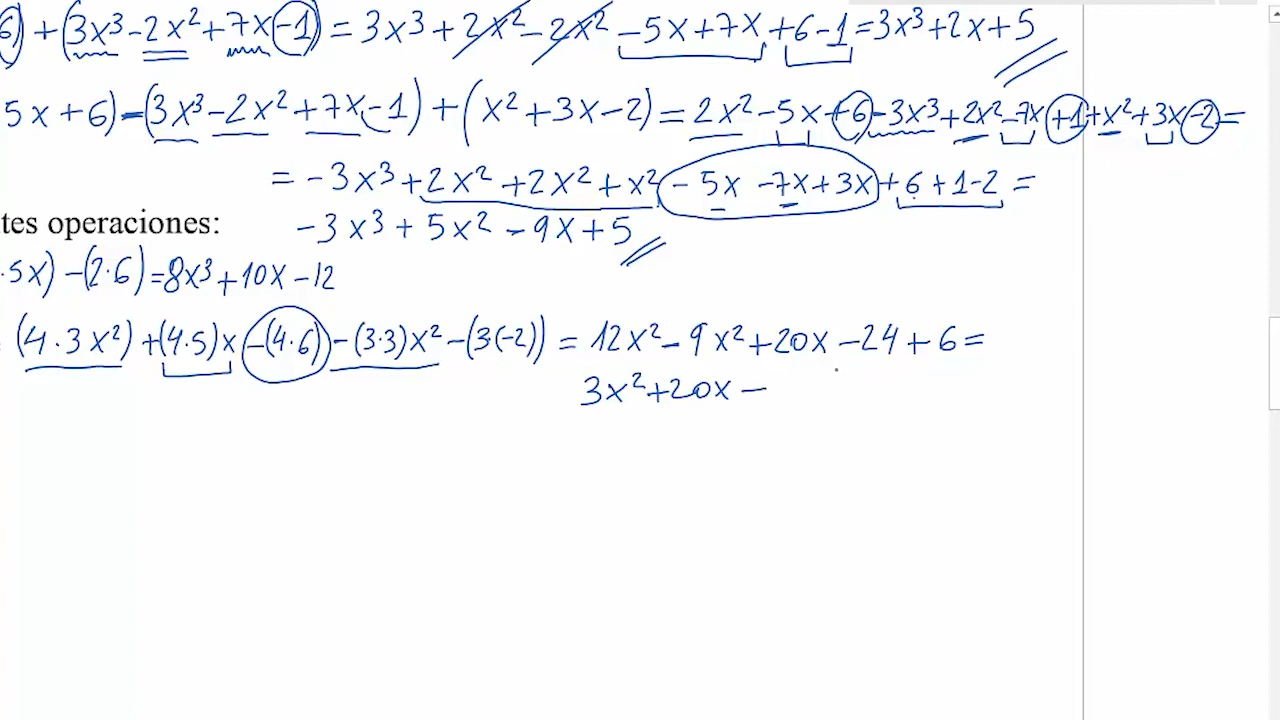 6) + (3x³ - 2x² + 7x - 1) = 3x³ + 2x² - 2x² - 5x + 7x + 6 - 1 = 3x³ + 2x + 5
5x + 6) - (3x³ - 2x² + 7x - 1) + (x² + 3x - 2) = 2x² - 5x + 6 - 3x³ + 2x² - 7x + 1 + x² + 3x - 2 =
= - 3x³ + 2x² + 2x² + x² - 5x - 7x + 3x + 6 + 1 - 2 =
tes operaciones:
- 3x³ + 5x² - 9x + 5
·5x) - (2·6) = 8x³ + 10x - 12
(4·3x²) + (4·5)x - (4·6) - (3·3)x² - (3(-2)) = 12x² - 9x² + 20x - 24 + 6 =
3x² + 20x -